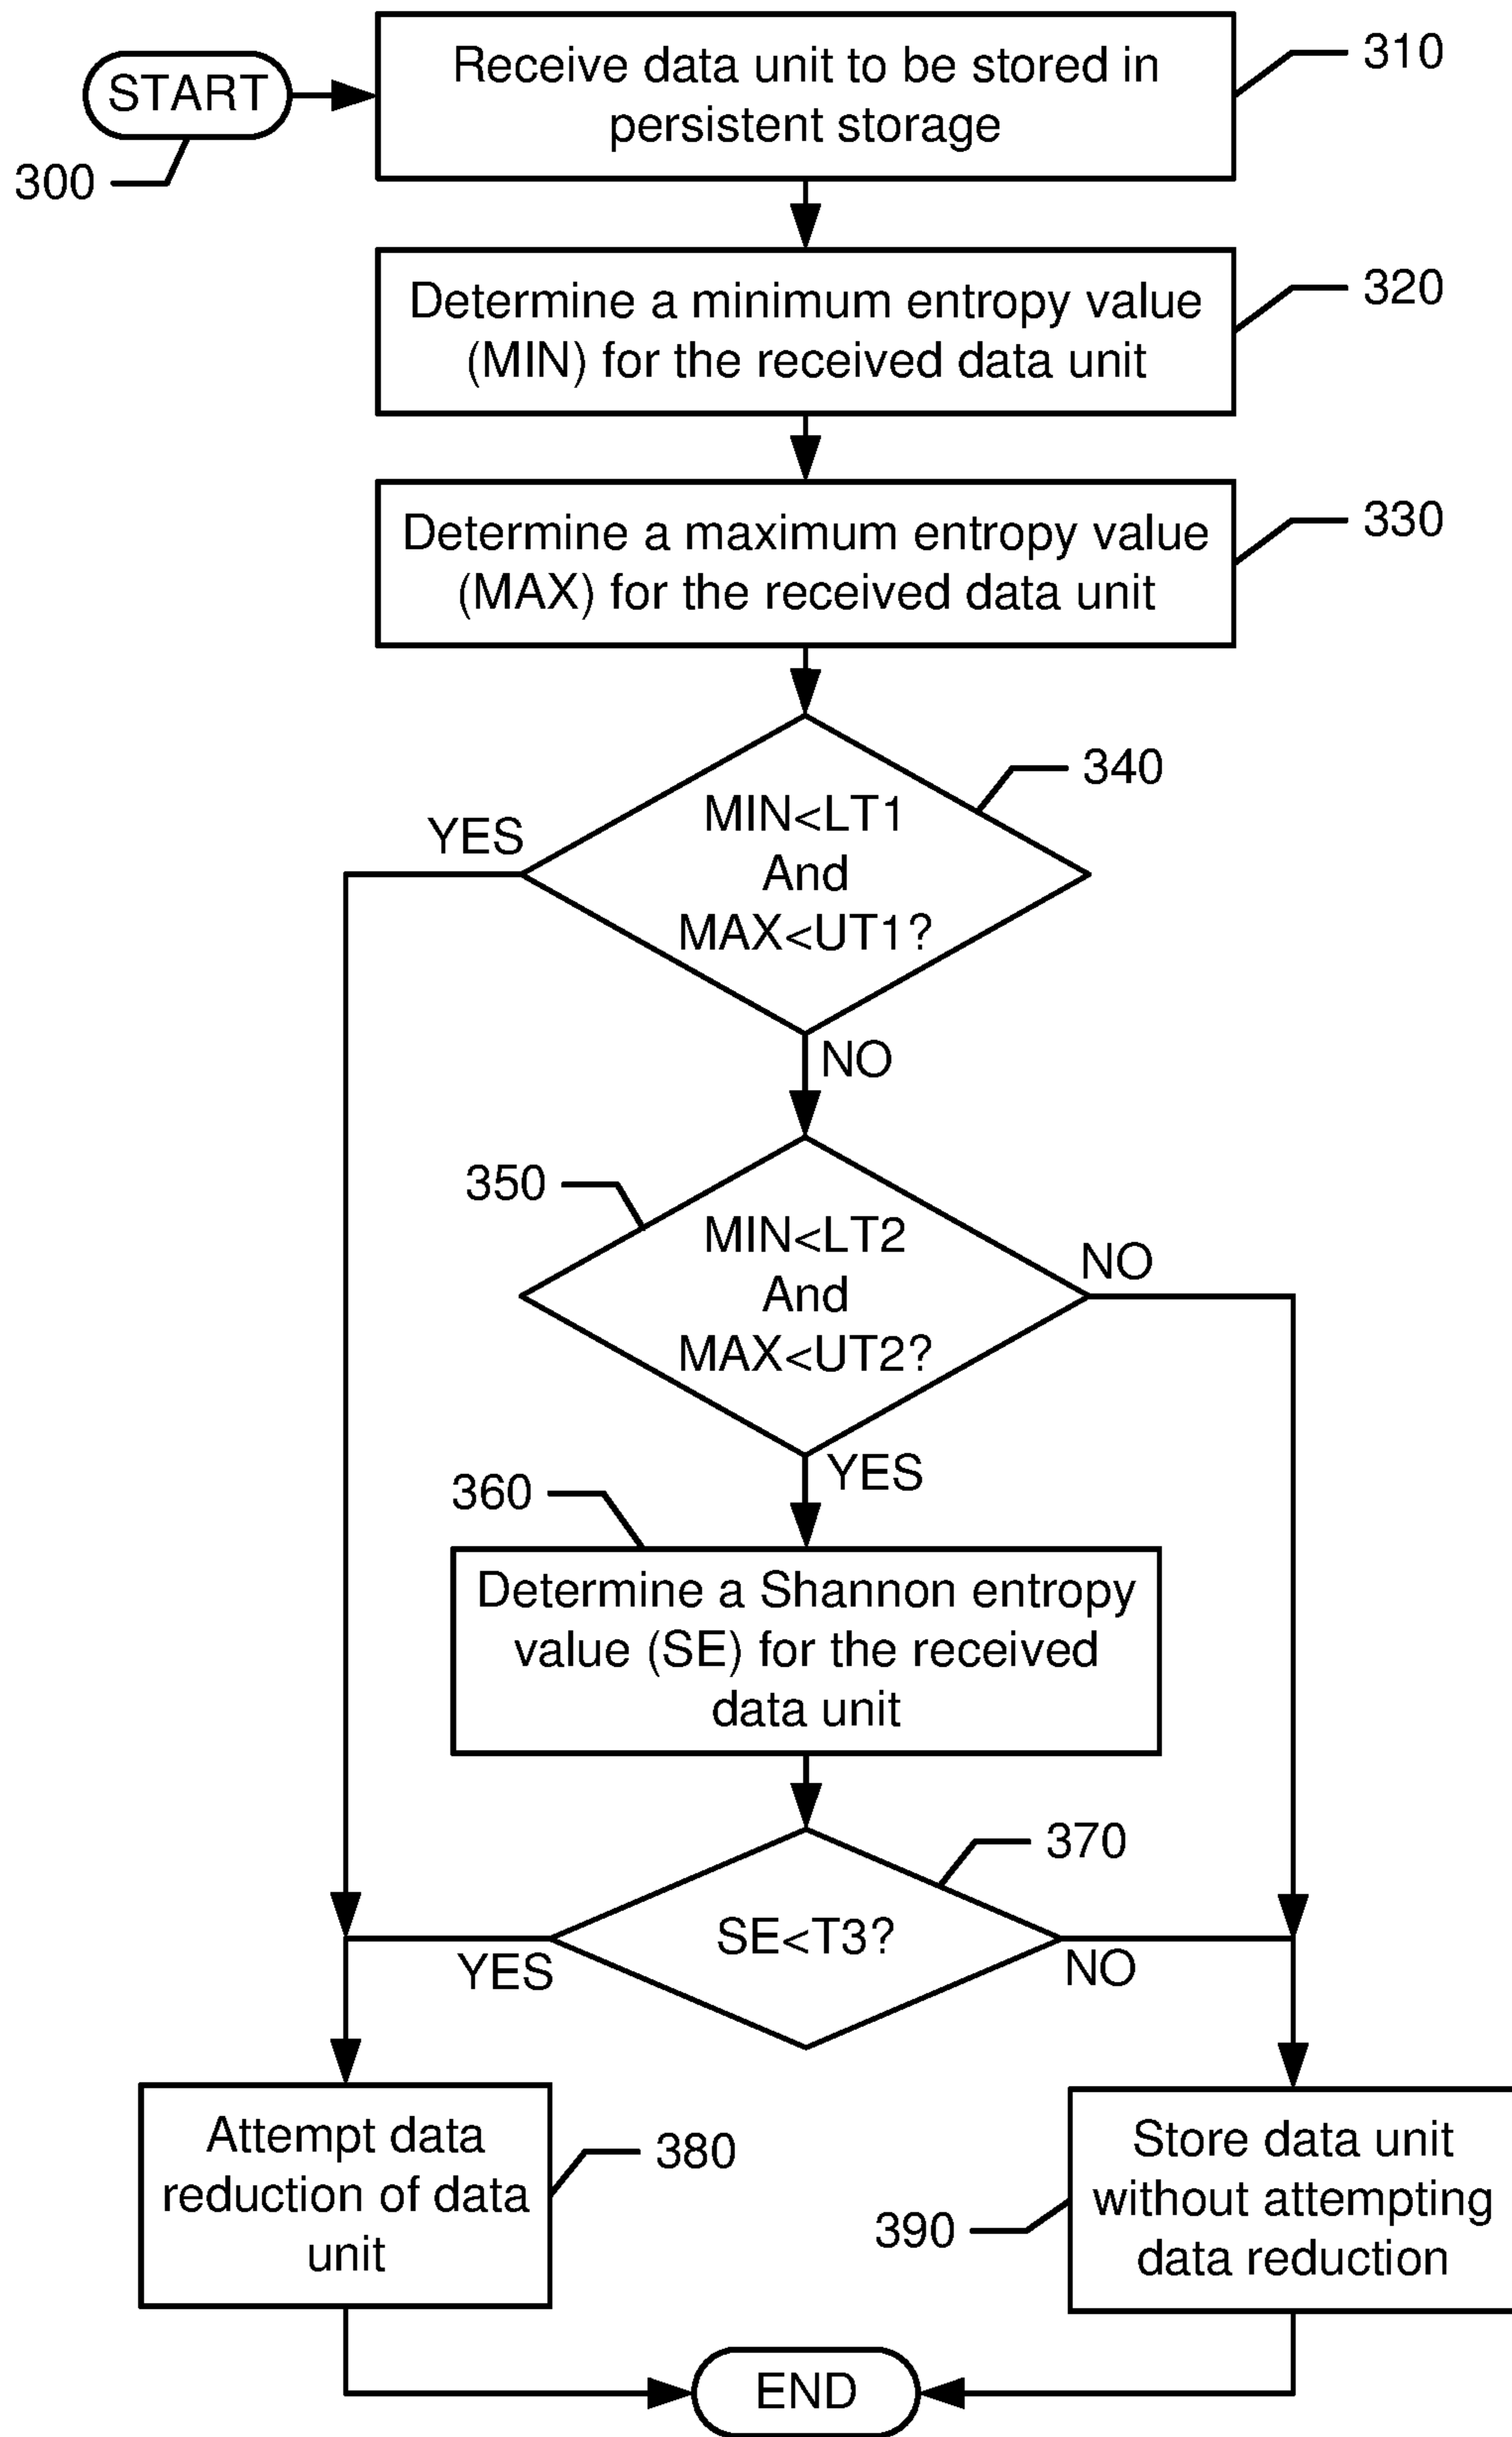 START
Receive data unit to be stored in
persistent storage
310
300
Determine a minimum entropy value
(MIN) for the received data unit
320
Determine a maximum entropy value
(MAX) for the received data unit
330
340
MIN<LT1
And
MAX<UT1?
YES
NO
350
MIN<LT2
And
MAX<UT2?
NO
YES
360
Determine a Shannon entropy
value (SE) for the received
data unit
370
SE<T3?
YES
NO
Attempt data
reduction of data
unit
380
Store data unit
without attempting
data reduction
390
END